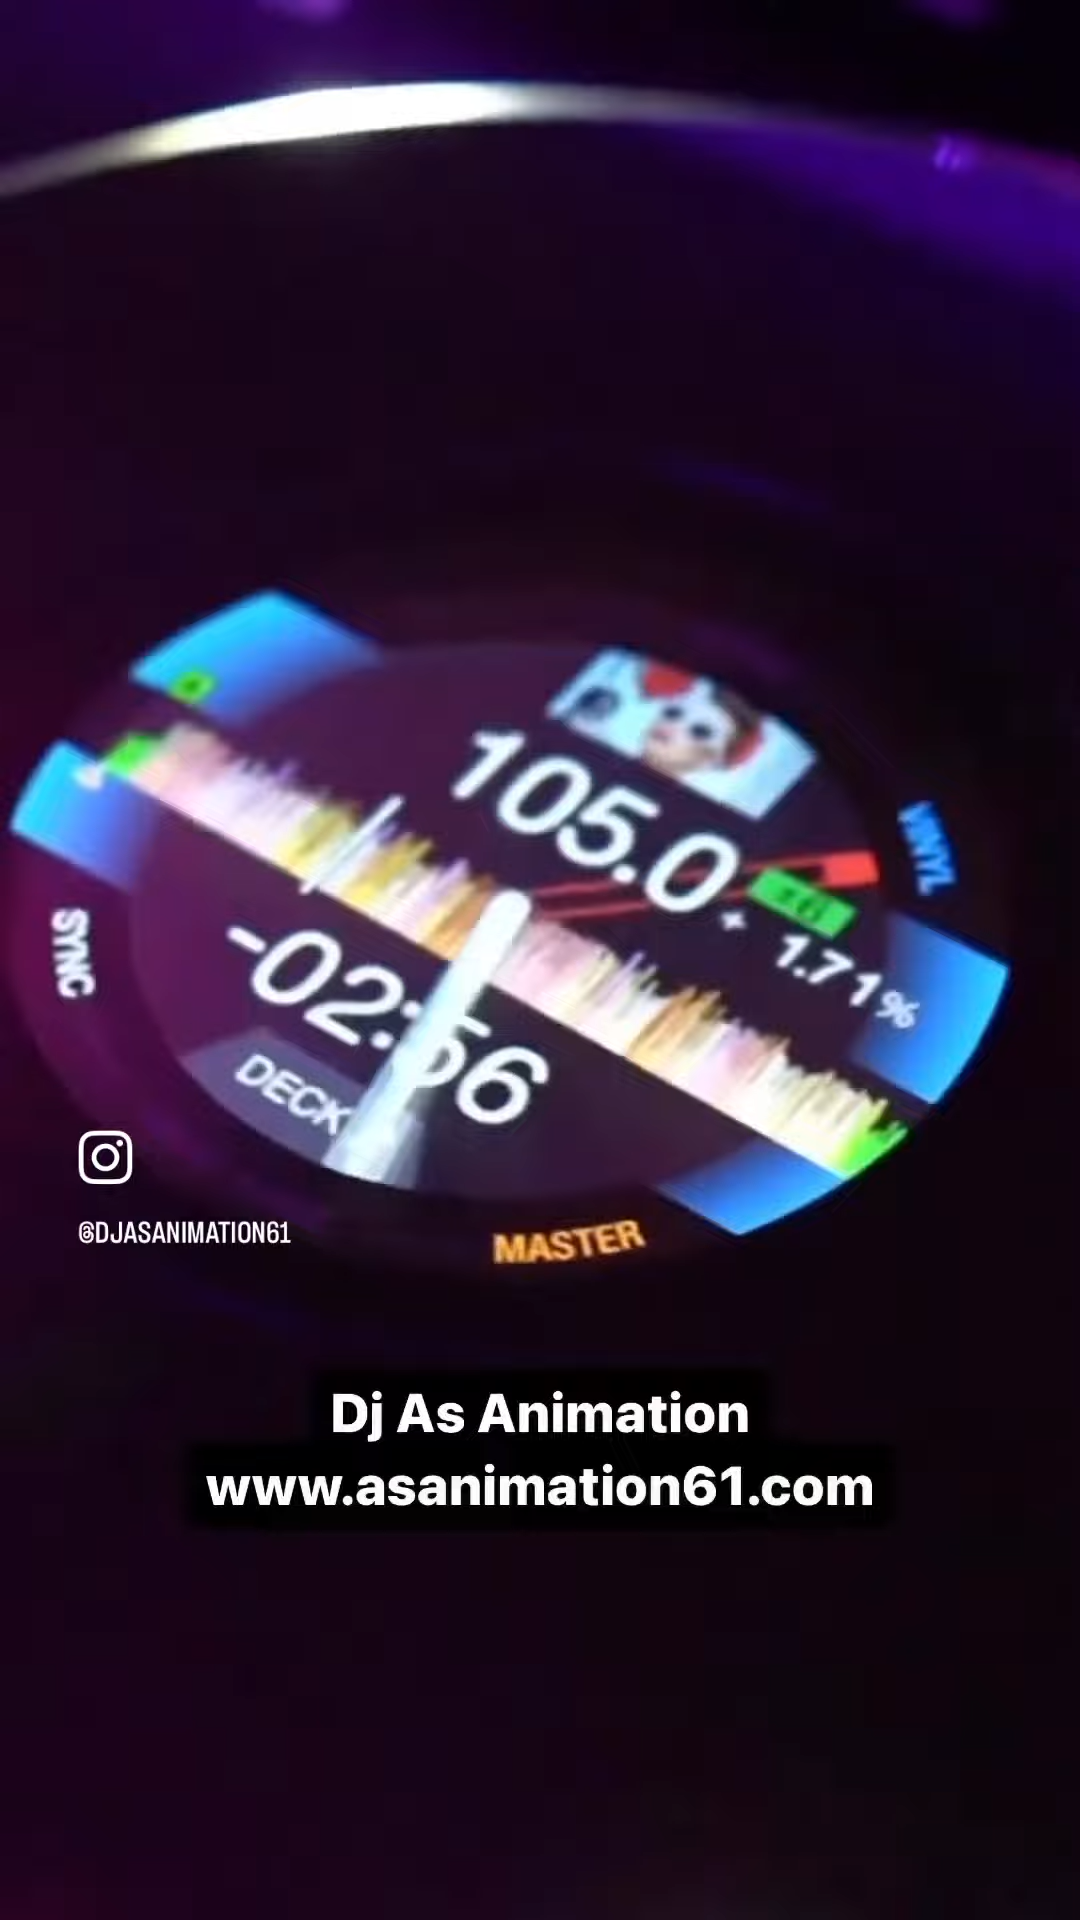 105.0
+ 1.71%
VINYL
-02:56
SYNC
DECK
MASTER
@DJASANIMATION61
Dj As Animation
www.asanimation61.com